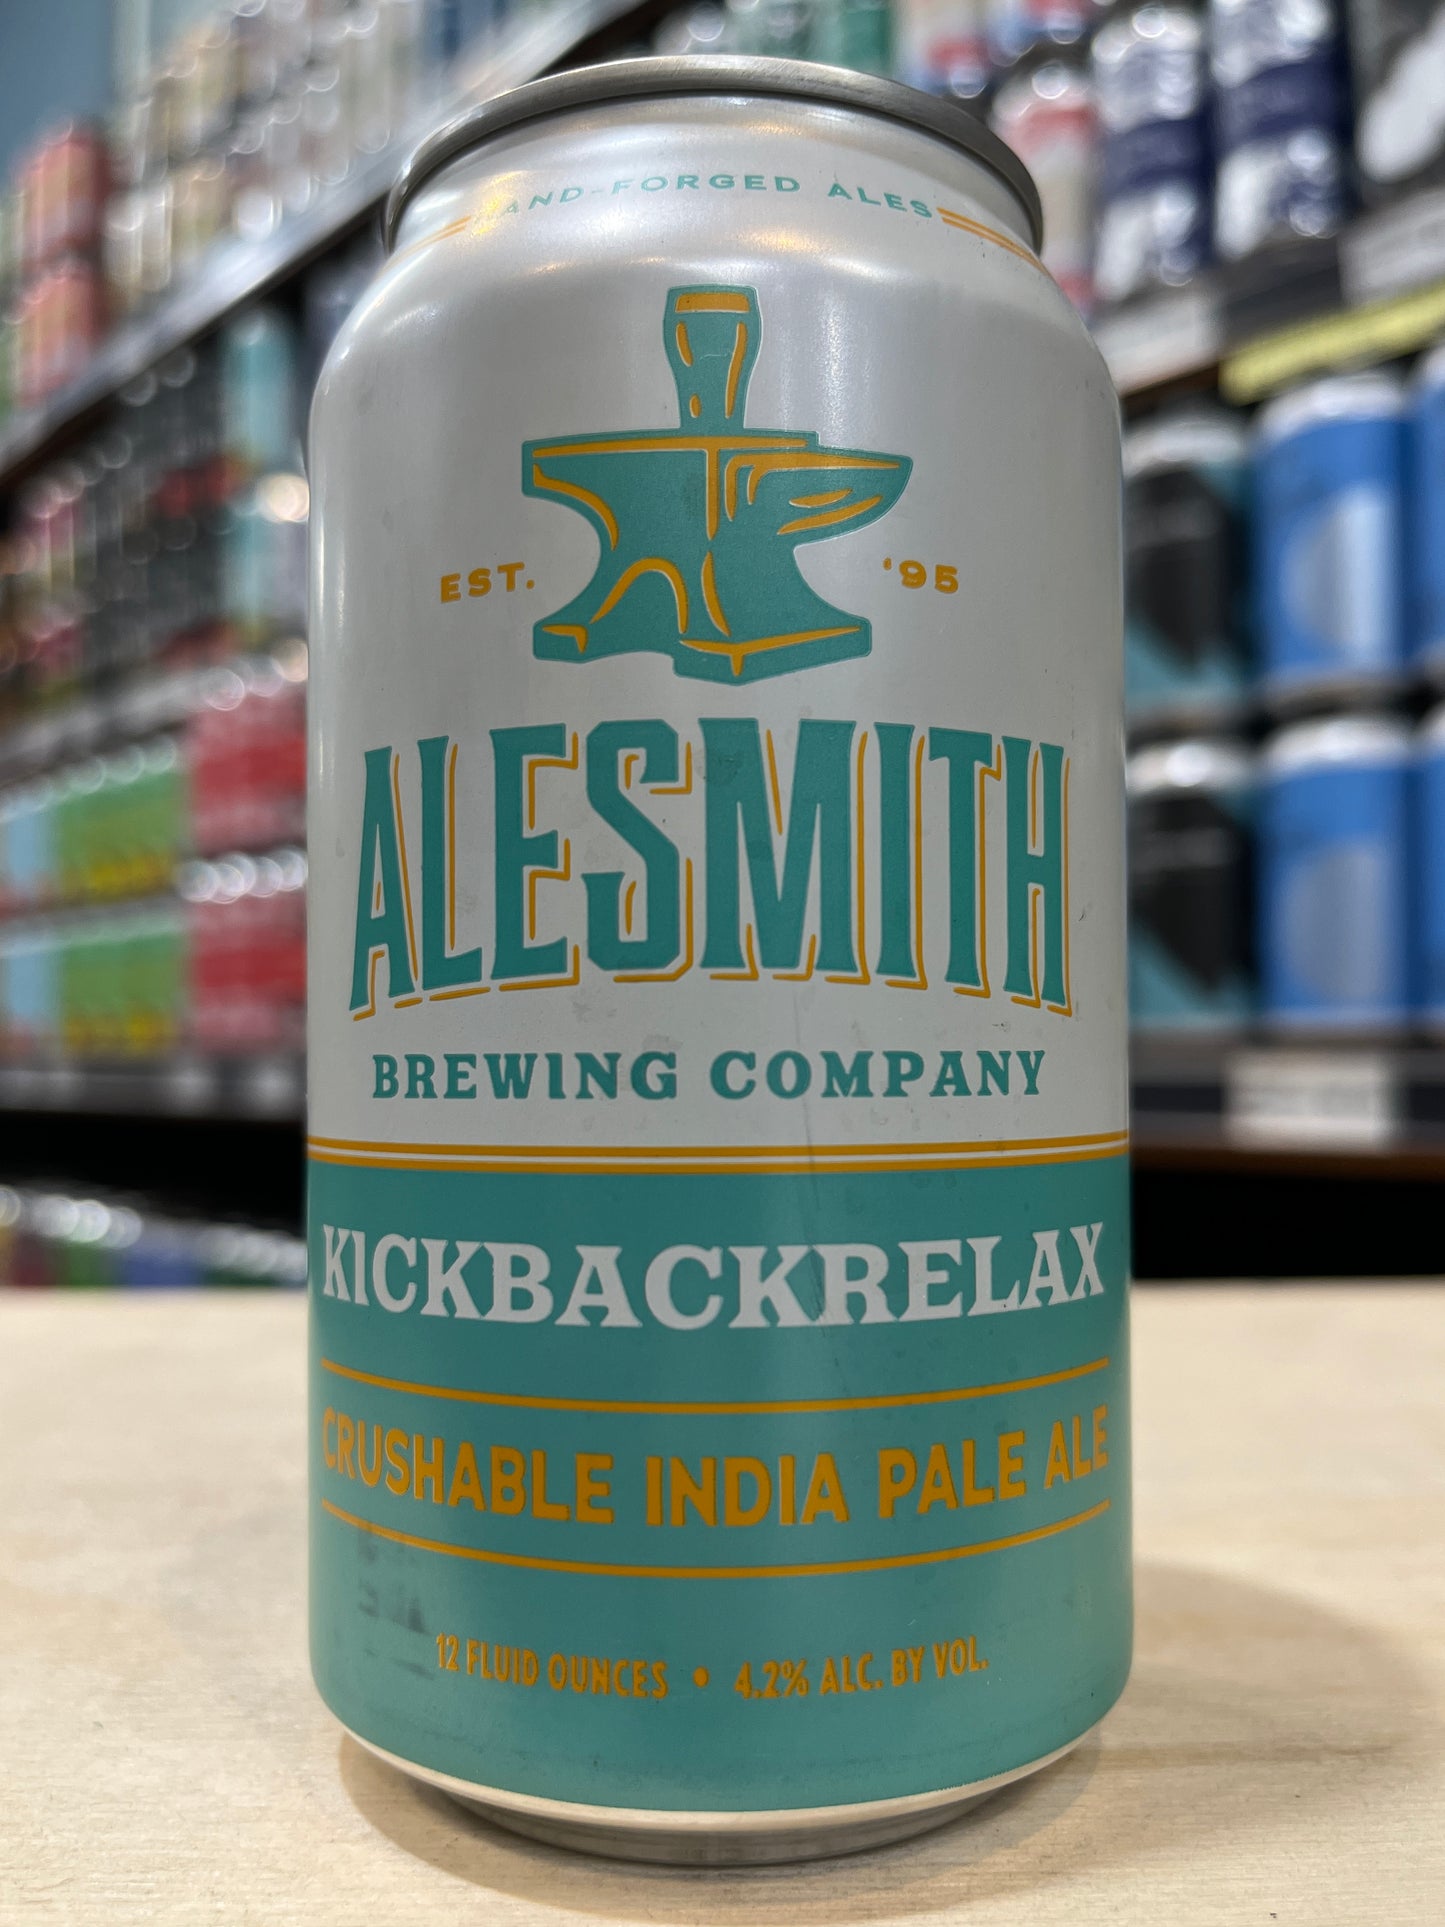 HAND-FORGED ALES
EST. '95
ALESMITH
BREWING COMPANY
KICKBACKRELAX
CRUSHABLE INDIA PALE ALE
12 FLUID OUNCES • 4.2% ALC. BY VOL.